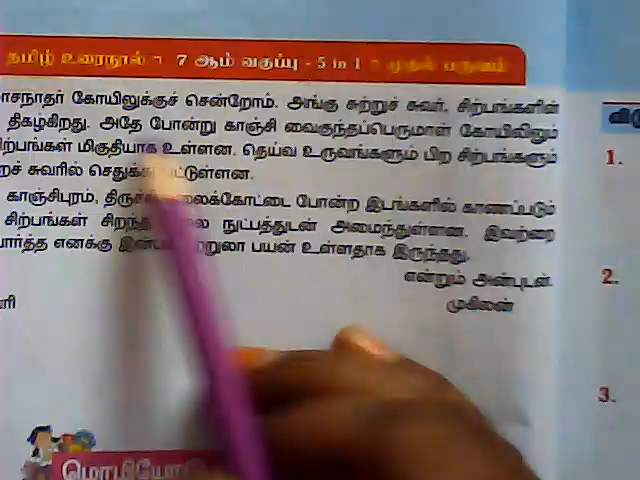 தமிழ் உரைநூல் 7 ஆம் வகுப்பு - 5 in 1 முதல் பருவம்
ாசநாதர் கோயிலுக்குச் சென்றோம். அங்கு சுற்றுச் சுவர், சிற்பங்களின்
திகழ்கிறது. அதே போன்று காஞ்சி வைகுந்தப்பெருமாள் கோயிலிலும்
ற்பங்கள் மிகுதியாக உள்ளன. தெய்வ உருவங்களும் பிற சிற்பங்களும்
றச் சுவரில் செதுக்கப்பட்டுள்ளன.
காஞ்சிபுரம், போன்ற இடங்களில் காணப்படும்
சிற்பங்கள் நுட்பத்துடன் அமைந்துள்ளன. இவற்றை
பார்த்த எனக்கு பயன் உள்ளதாக இருந்தது.
என்றும் அன்புடன்
முகிலன்
ளி
1.
2.
3.